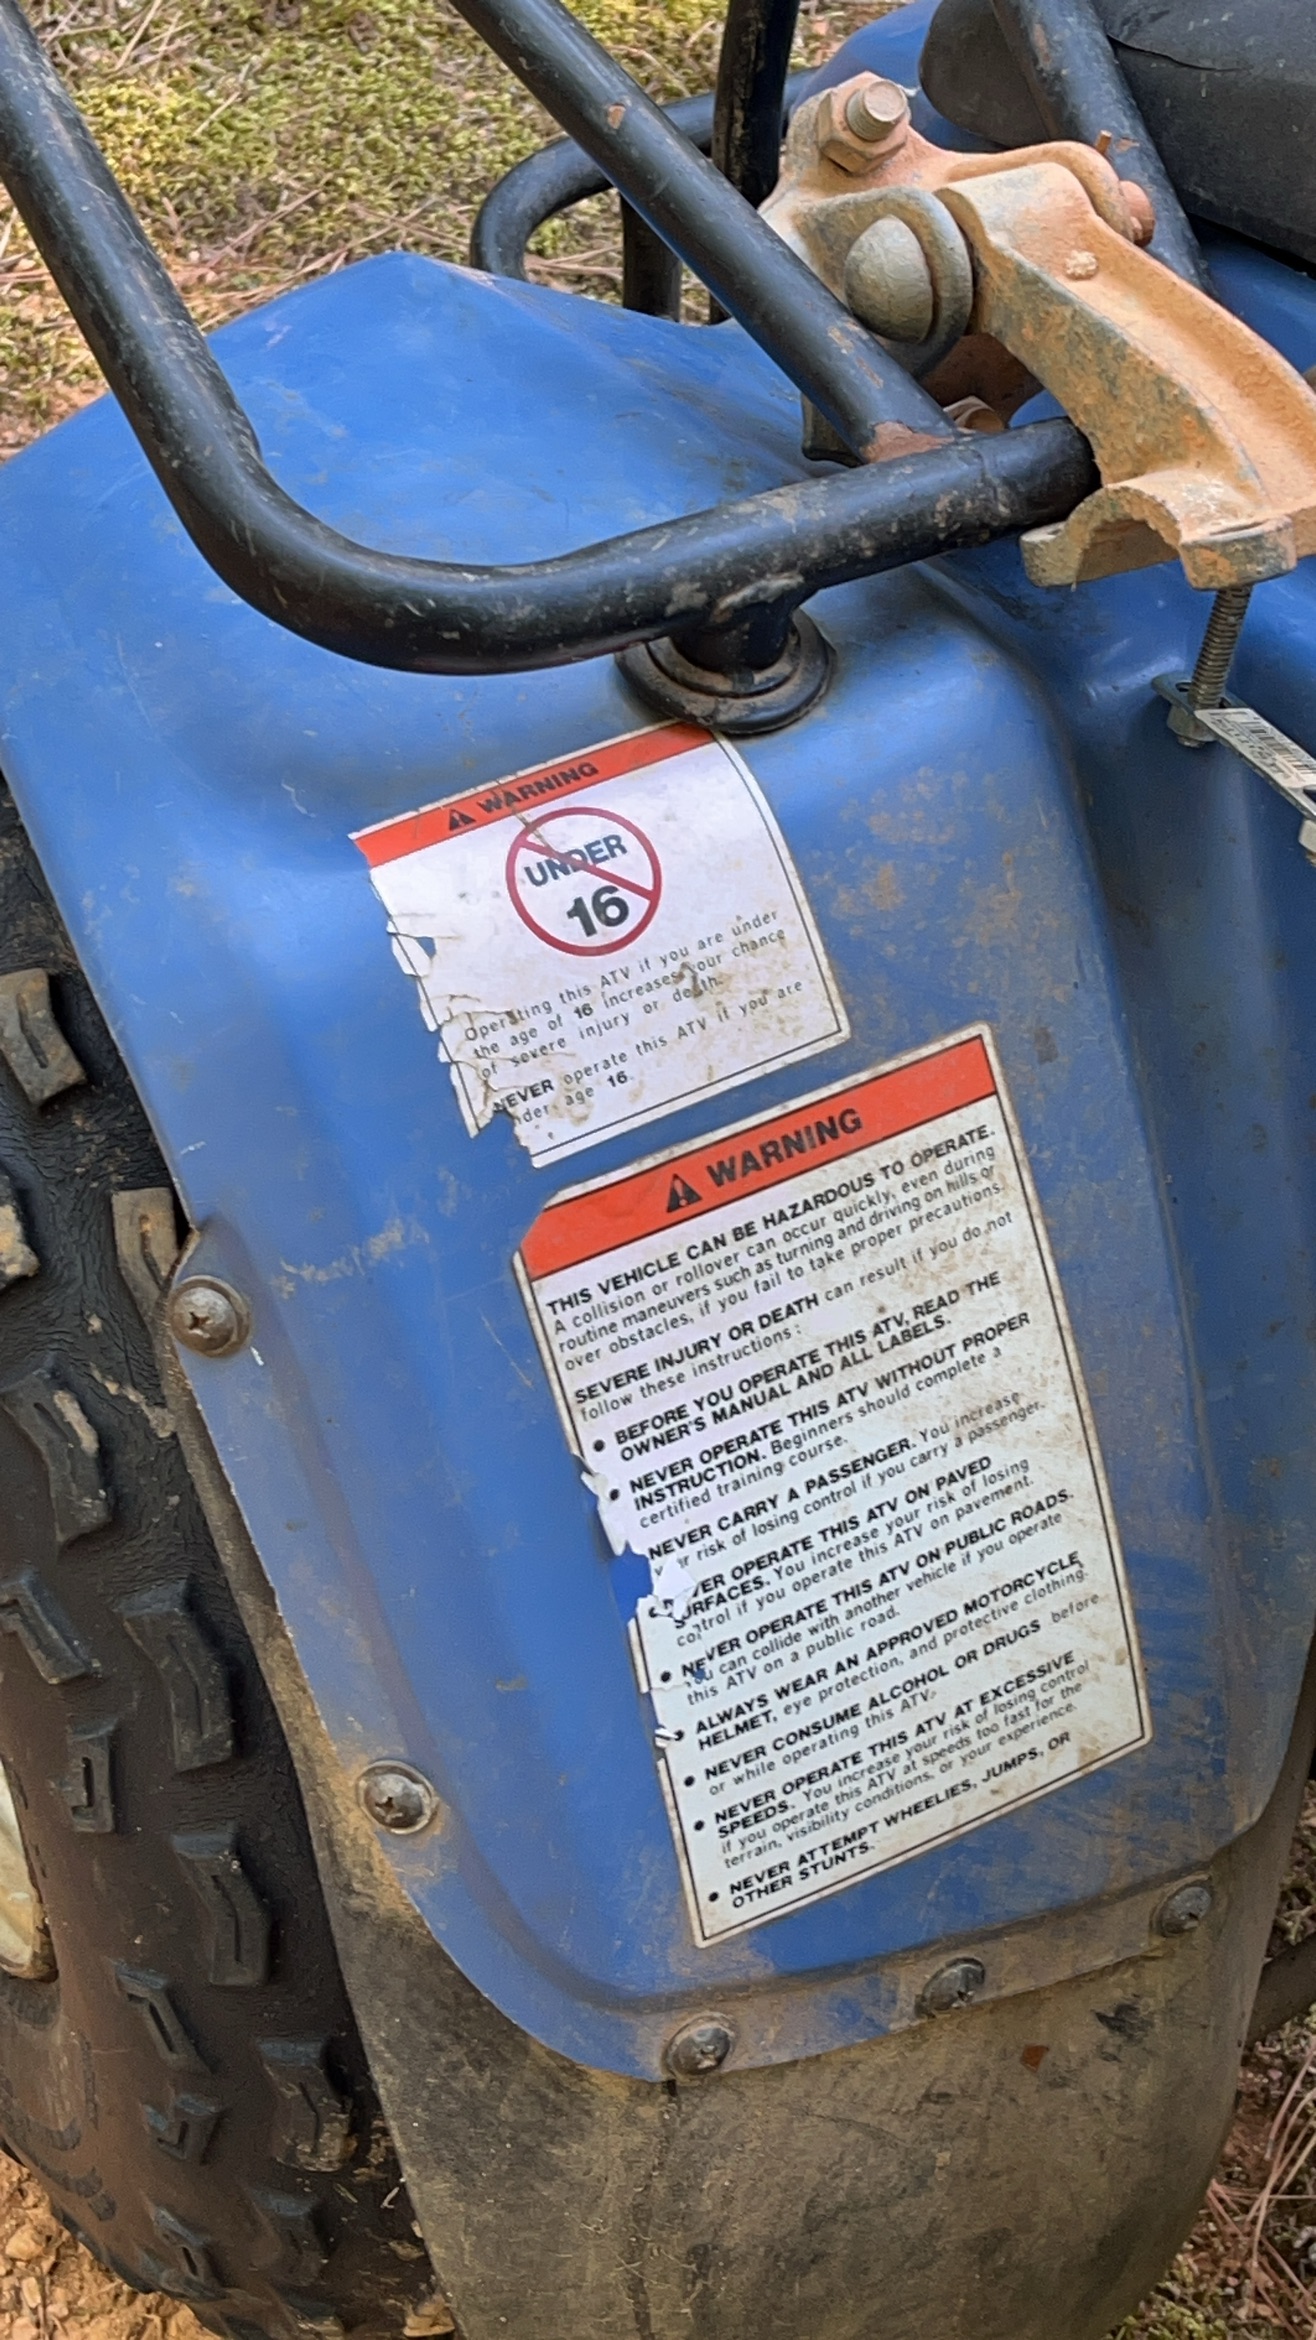 WARNING
UNDER
16
Operating this ATV if you are under
the age of 16 increases your chance
of severe injury or death.
NEVER operate this ATV if you are
under age 16.
WARNING
THIS VEHICLE CAN BE HAZARDOUS TO OPERATE.
A collision or rollover can occur quickly, even during
routine maneuvers such as turning and driving on hills or
over obstacles, if you fail to take proper precautions.
SEVERE INJURY OR DEATH can result if you do not
follow these instructions:
• BEFORE YOU OPERATE THIS ATV, READ THE
OWNER'S MANUAL AND ALL LABELS.
• NEVER OPERATE THIS ATV WITHOUT PROPER
INSTRUCTION. Beginners should complete a
certified training course.
NEVER CARRY A PASSENGER. You increase
risk of losing control if you carry a passenger.
OPERATE THIS ATV ON PAVED
SURFACES. You increase your risk of losing
control if you operate this ATV on pavement.
• NEVER OPERATE THIS ATV ON PUBLIC ROADS.
You can collide with another vehicle if you operate
this ATV on a public road.
• ALWAYS WEAR AN APPROVED MOTORCYCLE
HELMET, eye protection, and protective clothing.
• NEVER CONSUME ALCOHOL OR DRUGS before
or while operating this ATV.
• NEVER OPERATE THIS ATV AT EXCESSIVE
SPEEDS. You increase your risk of losing control
if you operate this ATV at speeds too fast for the
terrain, visibility conditions, or your experience.
• NEVER ATTEMPT WHEELIES, JUMPS, OR
OTHER STUNTS.